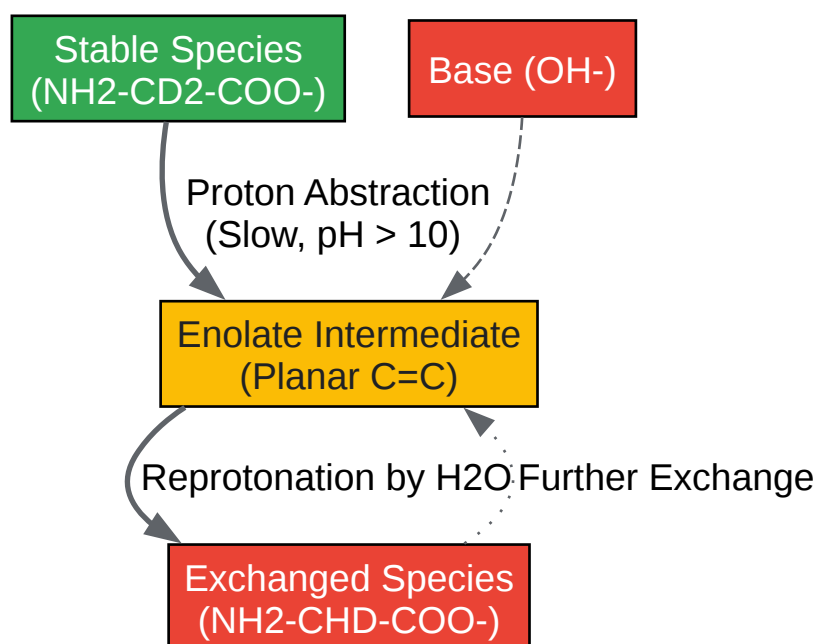 Stable Species
(NH2-CD2-COO-)
Base (OH-)
Proton Abstraction
(Slow, pH > 10)
Enolate Intermediate
(Planar C=C)
Reprotonation by H2O
Further Exchange
Exchanged Species
(NH2-CHD-COO-)